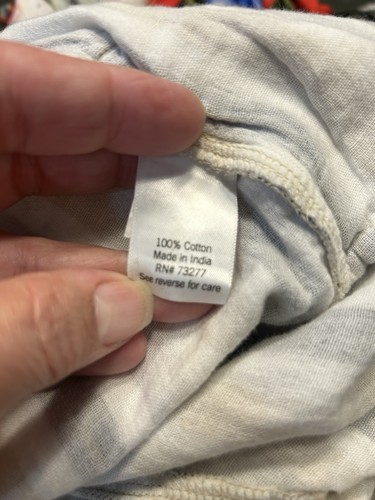 100% Cotton
Made in India
RN# 73277
See reverse for care